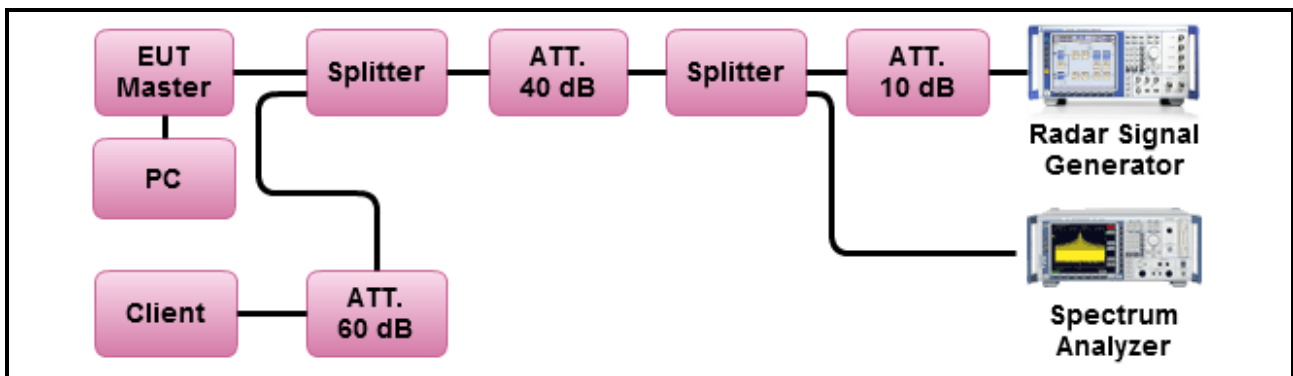 EUT
Master
Splitter
ATT.
40 dB
Splitter
ATT.
10 dB
Radar Signal
Generator
PC
Client
ATT.
60 dB
Spectrum
Analyzer